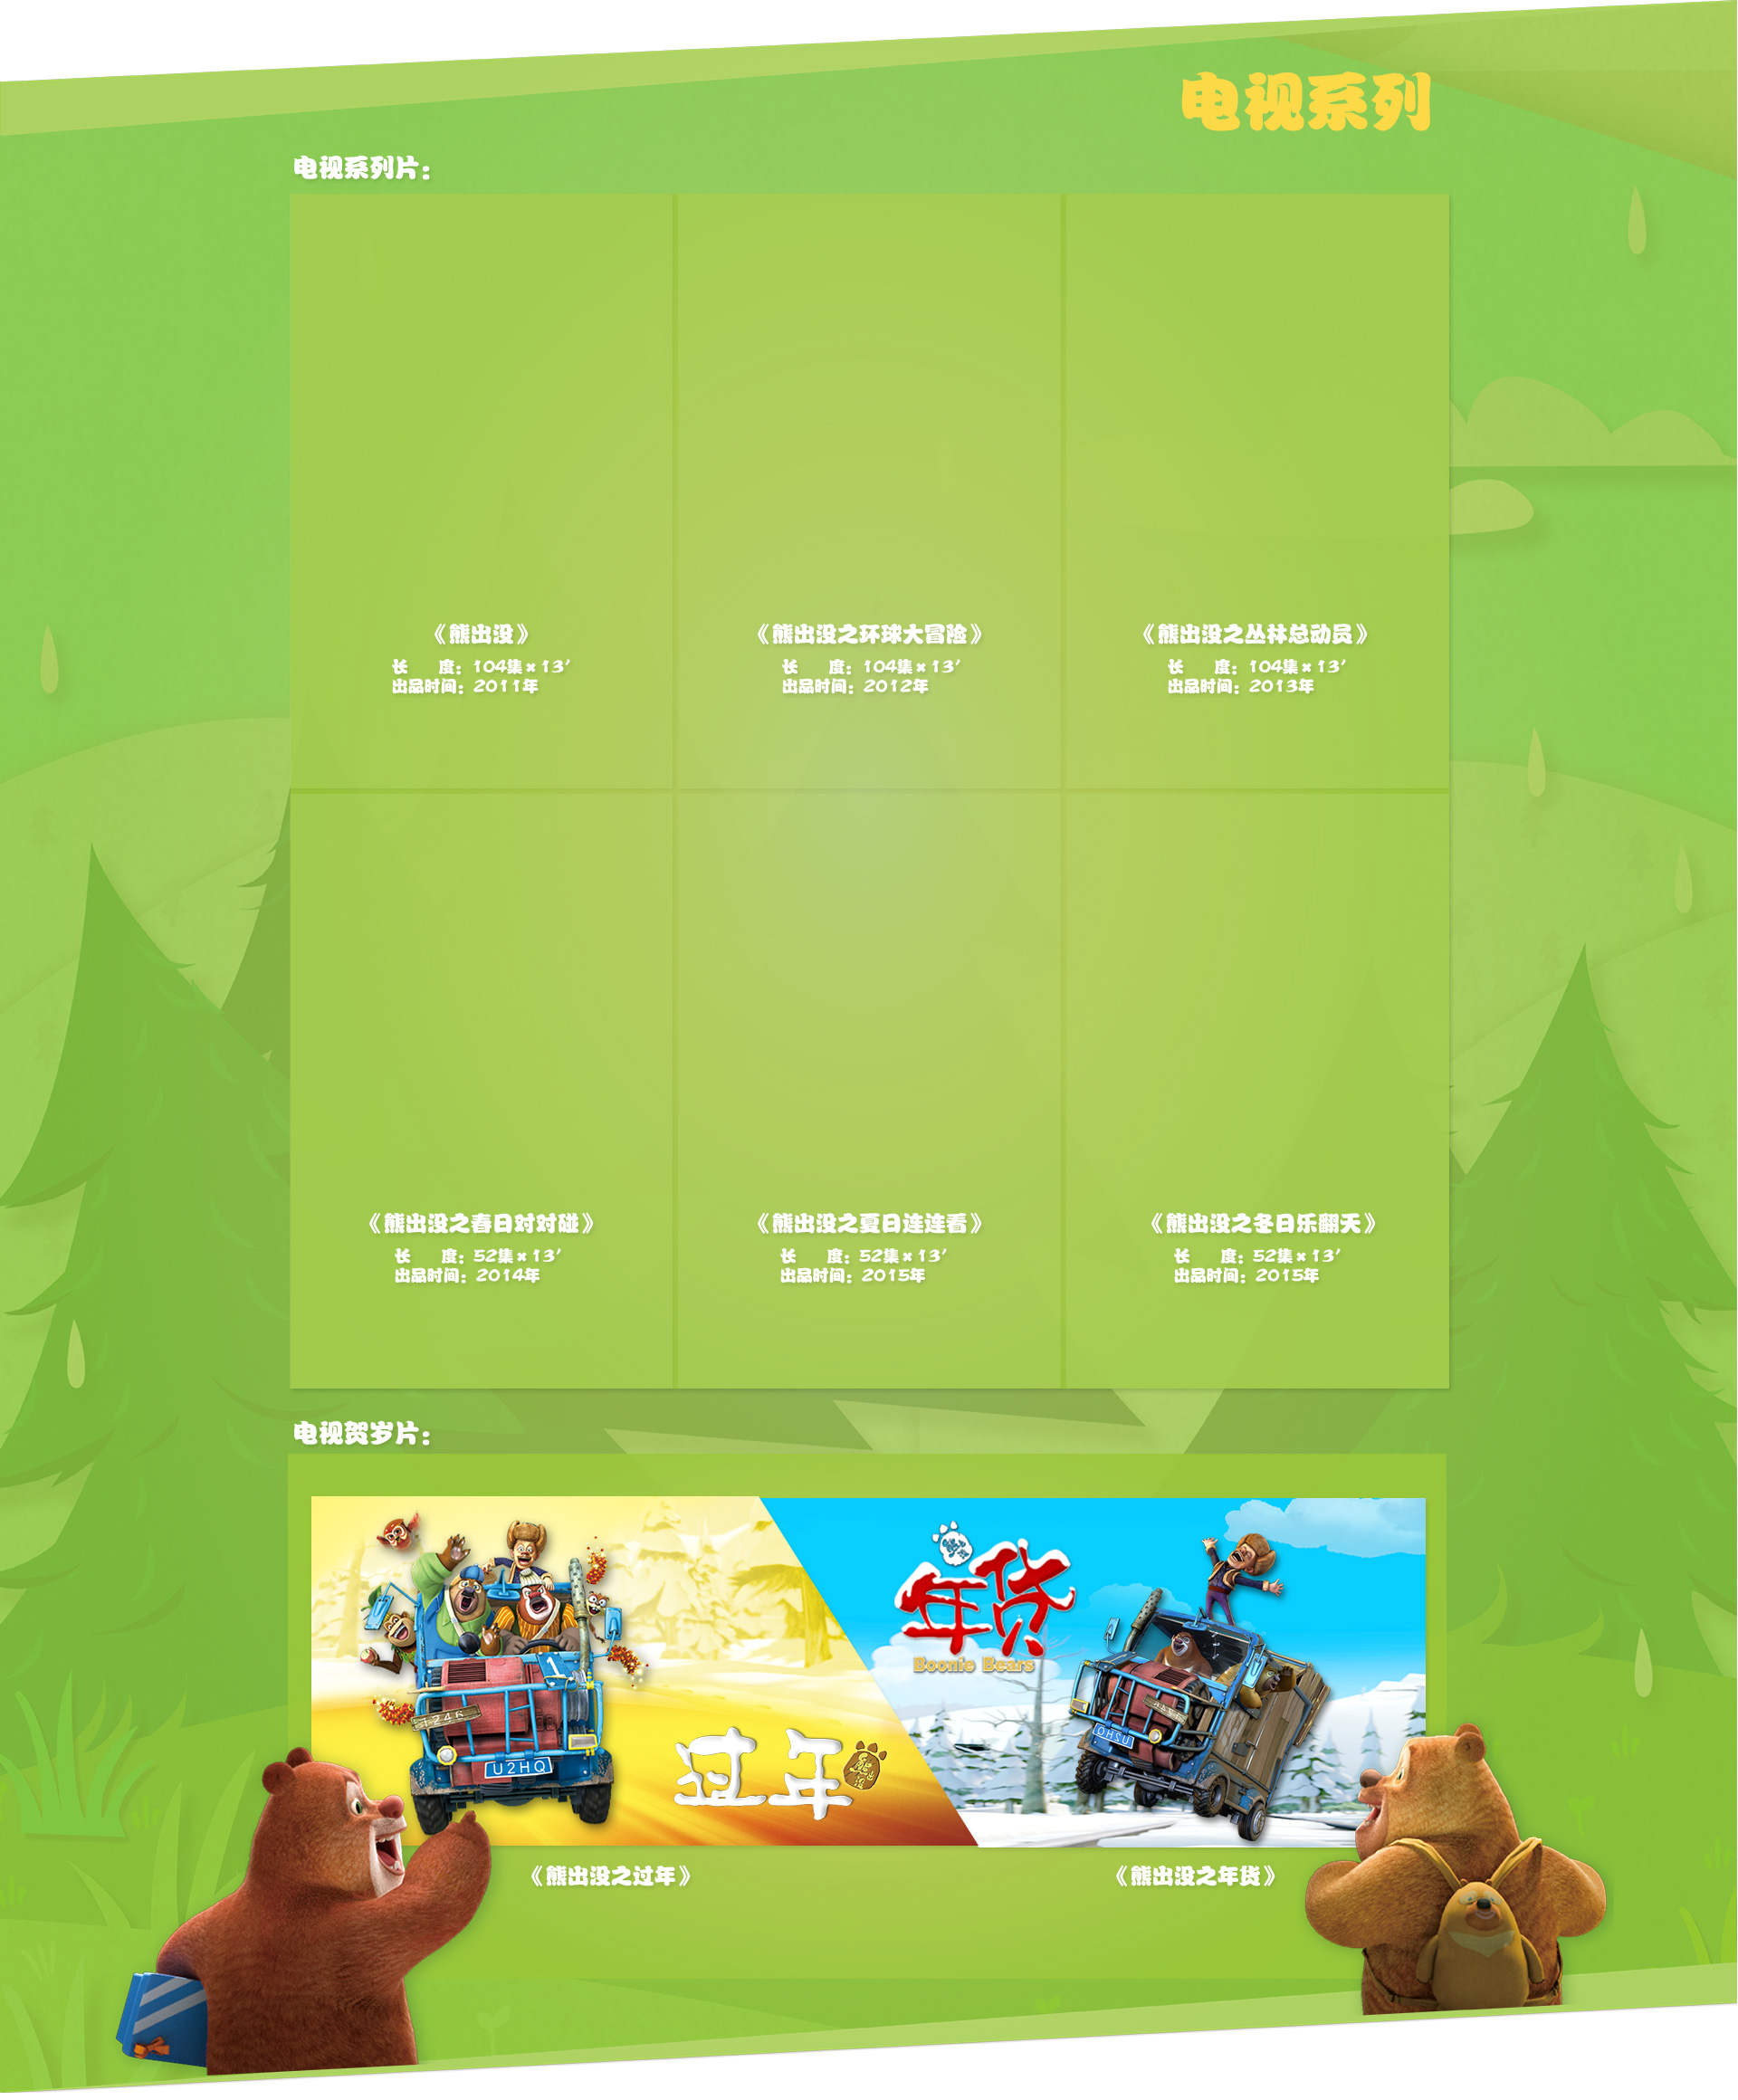 电视系列
电视系列片：
《熊出没》
长 度：104集×13′
出品时间：2011年
《熊出没之环球大冒险》
长 度：104集×13′
出品时间：2012年
《熊出没之丛林总动员》
长 度：104集×13′
出品时间：2013年
《熊出没之春日对对碰》
长 度：52集×13′
出品时间：2014年
《熊出没之夏日连连看》
长 度：52集×13′
出品时间：2015年
《熊出没之冬日乐翻天》
长 度：52集×13′
出品时间：2015年
电视贺岁片：
年货
Boonie Bears
1
U2HQ
过年
熊出没
《熊出没之过年》
《熊出没之年货》